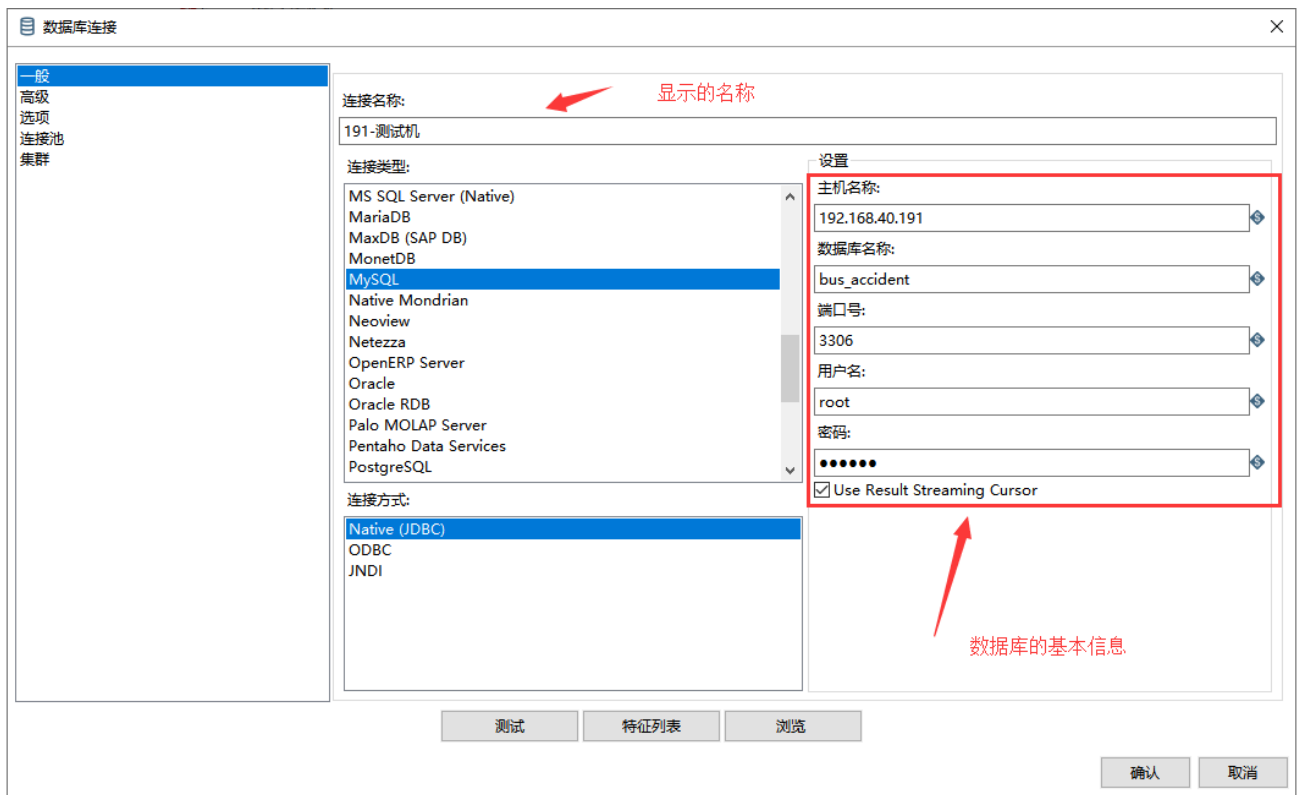 数据库连接
一般
高级
选项
连接池
集群
连接名称:
显示的名称
191-测试机
连接类型:
MS SQL Server (Native)
MariaDB
MaxDB (SAP DB)
MonetDB
MySQL
Native Mondrian
Neoview
Netezza
OpenERP Server
Oracle
Oracle RDB
Palo MOLAP Server
Pentaho Data Services
PostgreSQL
连接方式:
Native (JDBC)
ODBC
JNDI
设置
主机名称:
192.168.40.191
数据库名称:
bus_accident
端口号:
3306
用户名:
root
密码:
●●●●●●
Use Result Streaming Cursor
数据库的基本信息
测试
特征列表
浏览
确认
取消